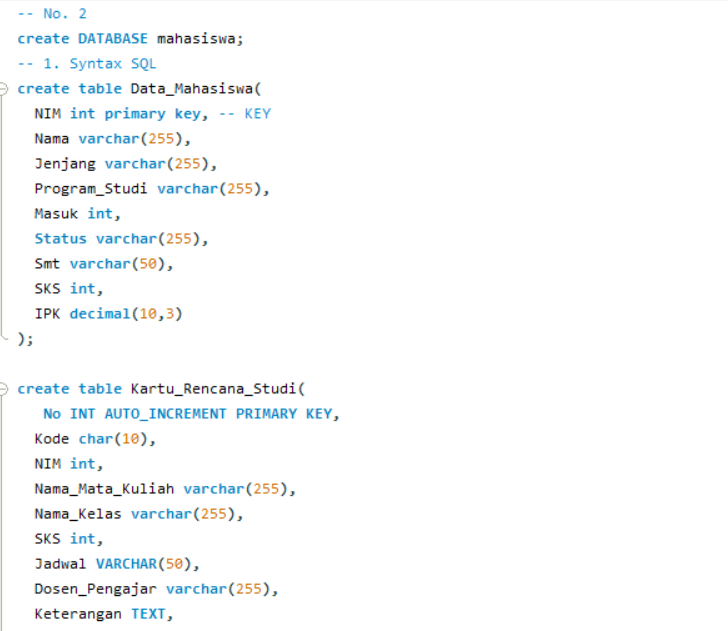 -- No. 2
create DATABASE mahasiswa;
-- 1. Syntax SQL
create table Data_Mahasiswa(
NIM int primary key, -- KEY
Nama varchar(255),
Jenjang varchar(255),
Program_Studi varchar(255),
Masuk int,
Status varchar(255),
Smt varchar(50),
SKS int,
IPK decimal(10,3)
);
create table Kartu_Rencana_Studi(
No INT AUTO_INCREMENT PRIMARY KEY,
Kode char(10),
NIM int,
Nama_Mata_Kuliah varchar(255),
Nama_Kelas varchar(255),
SKS int,
Jadwal VARCHAR(50),
Dosen_Pengajar varchar(255),
Keterangan TEXT,